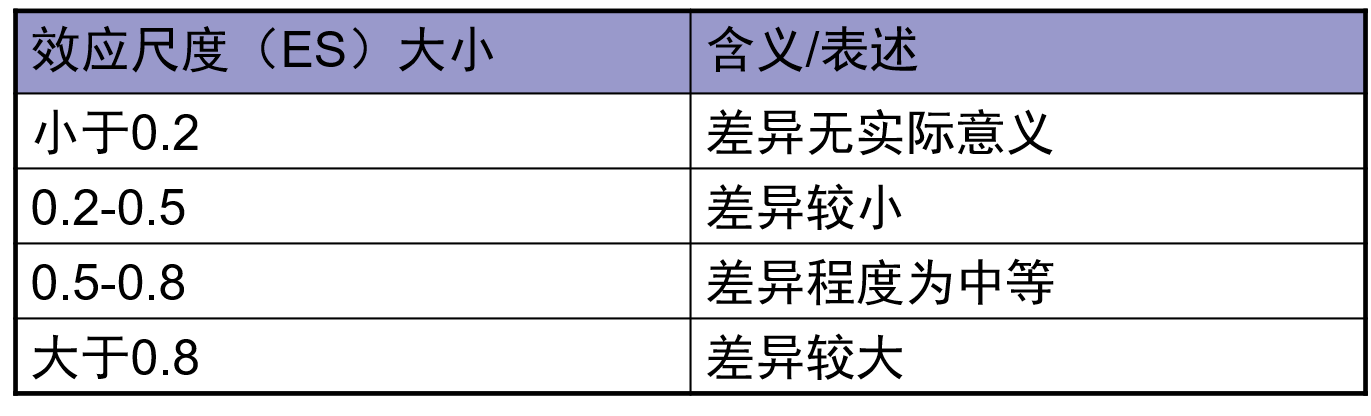 效应尺度（ES）大小 含义/表述
小于0.2 差异无实际意义
0.2-0.5 差异较小
0.5-0.8 差异程度为中等
大于0.8 差异较大